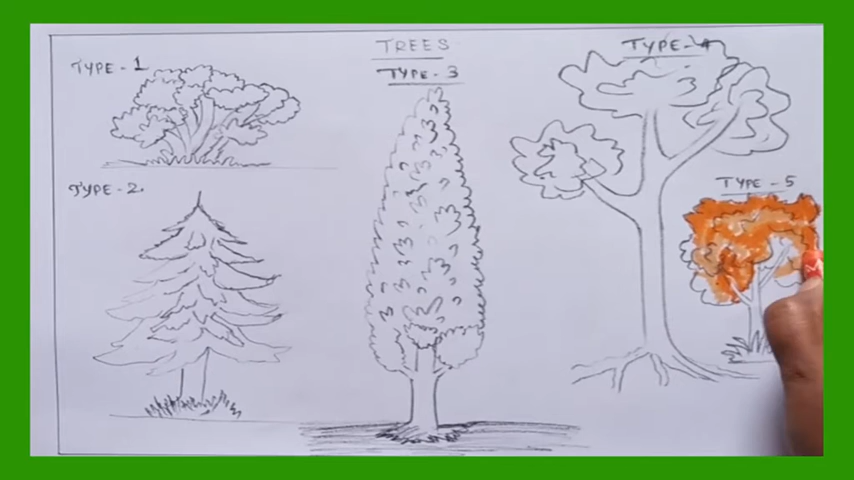 TREES
TYPE - 1
TYPE - 2.
TYPE - 3
TYPE - 4
TYPE - 5